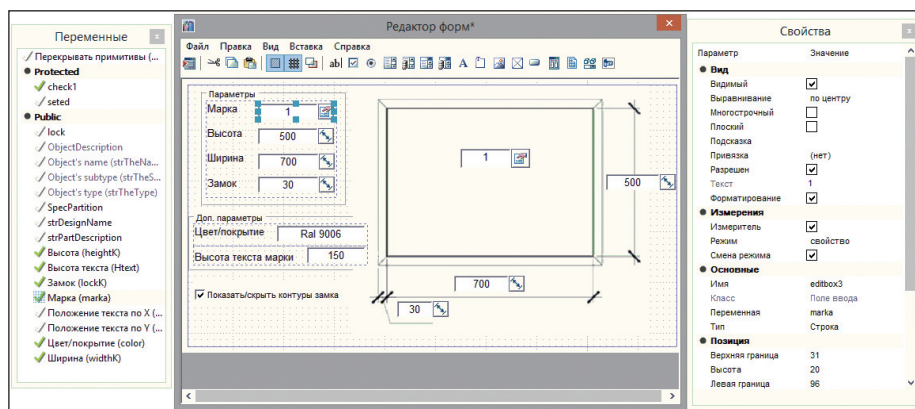 Переменные
x
Перекрывать примитивы (...
Protected
check1
seted
Public
lock
ObjectDescription
Object's name (strTheNa...
Object's subtype (strTheS...
Object's type (strTheType)
SpecPartition
strDesignName
strPartDescription
Высота (heightK)
Высота текста (Htext)
Замок (lockK)
Марка (marka)
Положение текста по X (...
Положение текста по Y (...
Цвет/покрытие (color)
Ширина (widthK)
Редактор форм*
Файл Правка Вид Вставка Справка
ab
A
Параметры
Марка 1
Высота 500
Ширина 700
Замок 30
Доп. параметры
Цвет/покрытие Ral 9006
Высота текста марки 150
Показать/скрыть контуры замка
1
500
700
30
Свойства
x
Параметр Значение
Вид
Видимый
Выравнивание по центру
Многострочный
Плоский
Подсказка
Привязка (нет)
Разрешен
Текст 1
Форматирование
Измерения
Измеритель
Режим свойство
Смена режима
Основные
Имя editbox3
Класс Поле ввода
Переменная marka
Тип Строка
Позиция
Верхняя граница 31
Высота 20
Левая граница 96